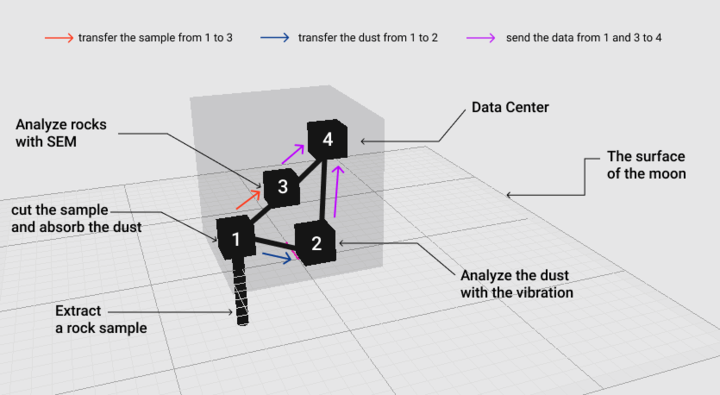 transfer the sample from 1 to 3
transfer the dust from 1 to 2
send the data from 1 and 3 to 4
Analyze rocks
with SEM
Data Center
The surface
of the moon
cut the sample
and absorb the dust
4
3
1
2
Analyze the dust
with the vibration
Extract
a rock sample